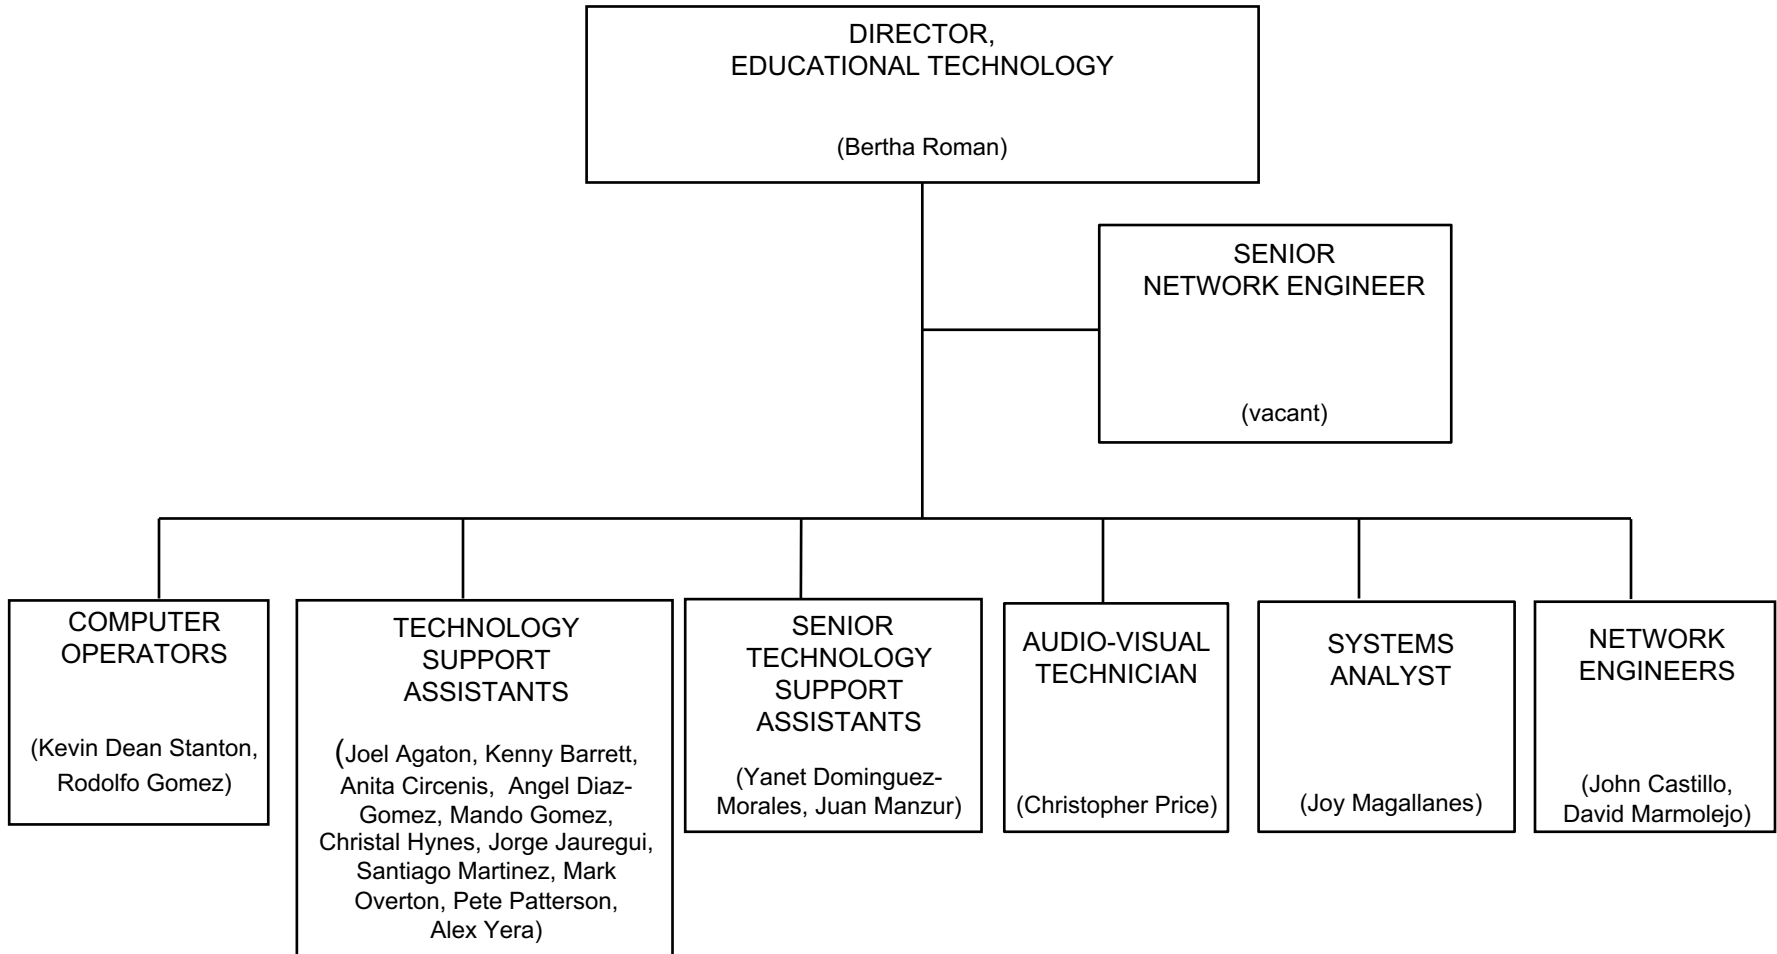 DIRECTOR,
EDUCATIONAL TECHNOLOGY
(Bertha Roman)
SENIOR
NETWORK ENGINEER
(vacant)
COMPUTER
OPERATORS
(Kevin Dean Stanton,
Rodolfo Gomez)
TECHNOLOGY
SUPPORT
ASSISTANTS
(Joel Agaton, Kenny Barrett,
Anita Circenis, Angel Diaz-
Gomez, Mando Gomez,
Christal Hynes, Jorge Jauregui,
Santiago Martinez, Mark
Overton, Pete Patterson,
Alex Yera)
SENIOR
TECHNOLOGY
SUPPORT
ASSISTANTS
(Yanet Dominguez-
Morales, Juan Manzur)
AUDIO-VISUAL
TECHNICIAN
(Christopher Price)
SYSTEMS
ANALYST
(Joy Magallanes)
NETWORK
ENGINEERS
(John Castillo,
David Marmolejo)